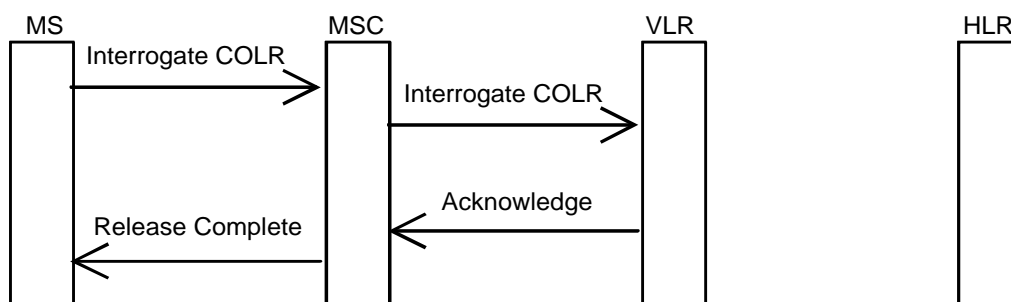 MS MSC VLR HLR
Interrogate COLR
Interrogate COLR
Acknowledge
Release Complete